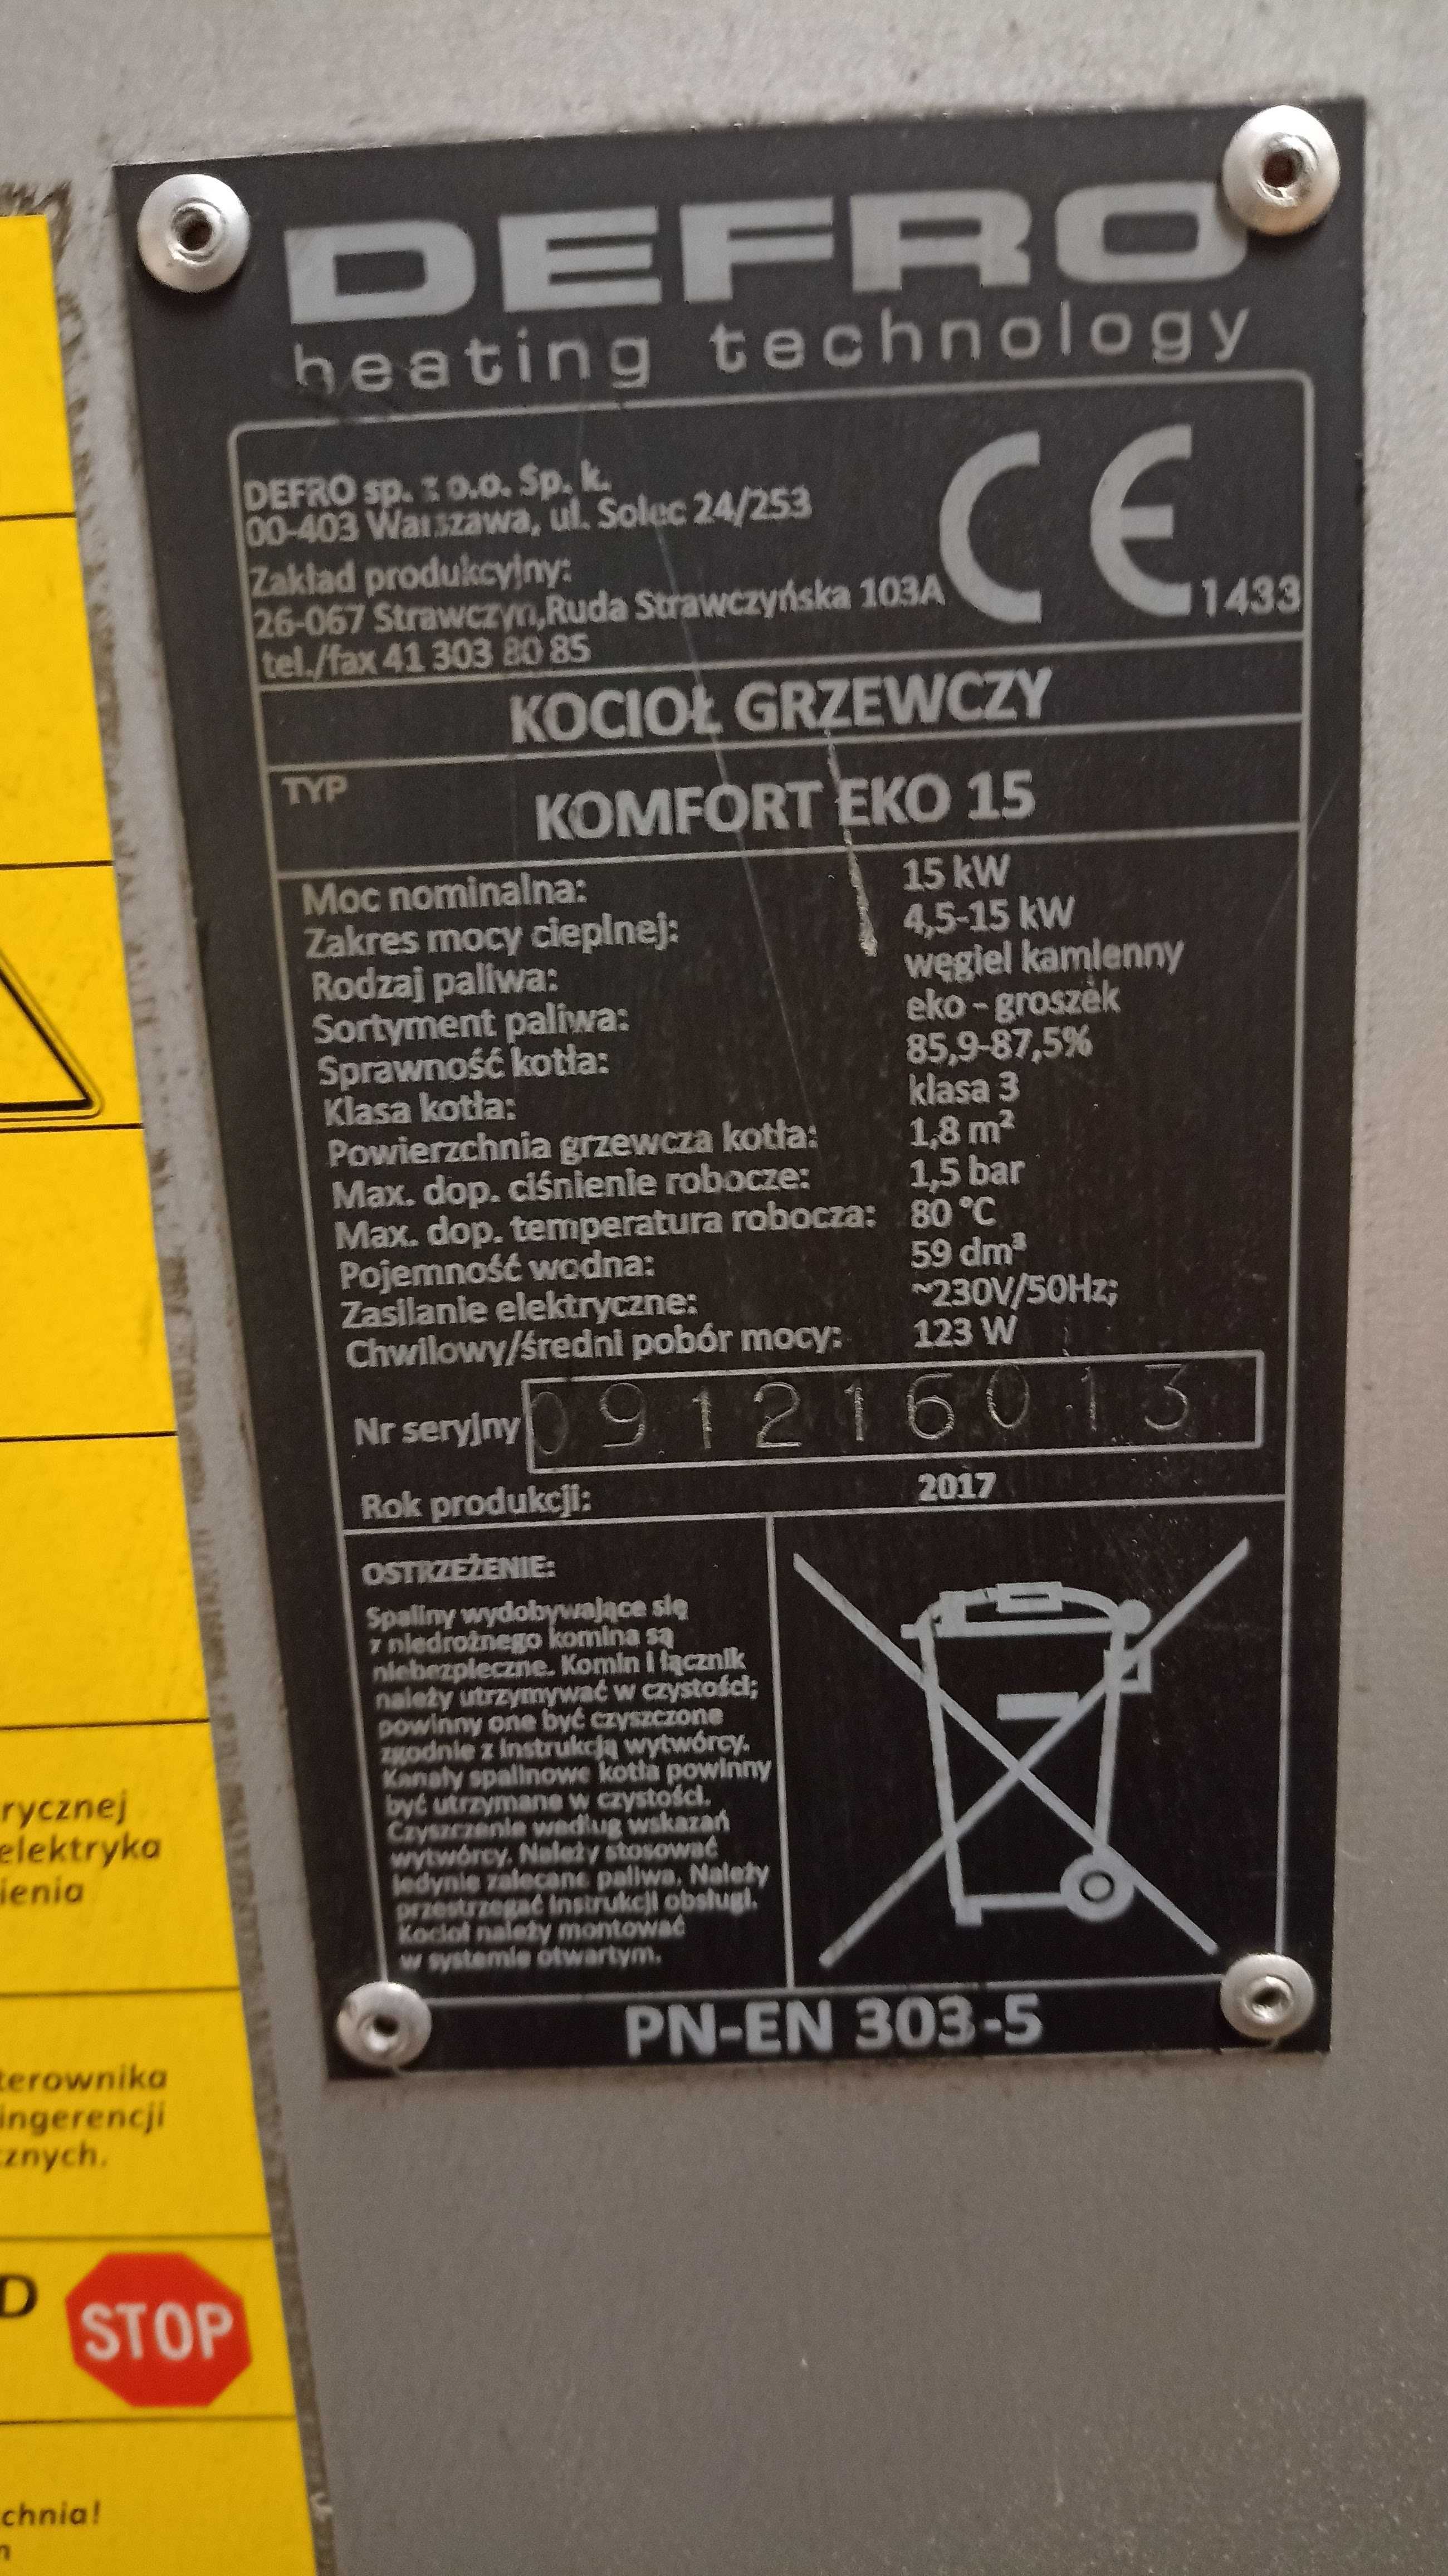 DEFRO
heating technology
DEFRO sp. z o.o. Sp. k.
00-403 Warszawa, ul. Solec 24/253
Zakład produkcyjny:
26-067 Strawczyn,Ruda Strawczyńska 103A
tel./fax 41 303 80 85
CE 1433
KOCIOŁ GRZEWCZY
TYP
KOMFORT EKO 15
Moc nominalna: 15 kW
Zakres mocy cieplnej: 4,5-15 kW
Rodzaj paliwa: węgiel kamienny
Sortyment paliwa: eko - groszek
Sprawność kotła: 85,9-87,5%
Klasa kotła: klasa 3
Powierzchnia grzewcza kotła: 1,8 m²
Max. dop. ciśnienie robocze: 1,5 bar
Max. dop. temperatura robocza: 80 °C
Pojemność wodna: 59 dm³
Zasilanie elektryczne: ~230V/50Hz;
Chwilowy/średni pobór mocy: 123 W
Nr seryjny 091216013
Rok produkcji: 2017
OSTRZEŻENIE:
Spaliny wydobywające się
z niedrożnego komina są
niebezpieczne. Komin i łącznik
należy utrzymywać w czystości;
powinny one być czyszczone
zgodnie z instrukcją wytwórcy.
Kanały spalinowe kotła powinny
być utrzymane w czystości.
Czyszczenie według wskazań
wytwórcy. Należy stosować
jedynie zalecane paliwa. Należy
przestrzegać instrukcji obsługi.
Kocioł należy montować
w systemie otwartym.
PN-EN 303-5
rycznej
elektryka
ienia
terownika
ingerencji
znych.
D
STOP
chnia!